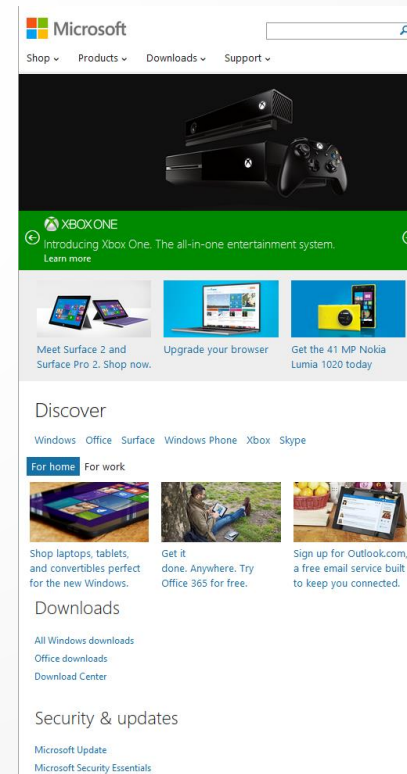 Microsoft
Shop Products Downloads Support
XBOX ONE
Introducing Xbox One. The all-in-one entertainment system.
Learn more
Meet Surface 2 and
Surface Pro 2. Shop now.
Upgrade your browser
Get the 41 MP Nokia
Lumia 1020 today
Discover
Windows Office Surface Windows Phone Xbox Skype
For home For work
Shop laptops, tablets,
and convertibles perfect
for the new Windows.
Get it
done. Anywhere. Try
Office 365 for free.
Sign up for Outlook.com,
a free email service built
to keep you connected.
Downloads
All Windows downloads
Office downloads
Download Center
Security & updates
Microsoft Update
Microsoft Security Essentials